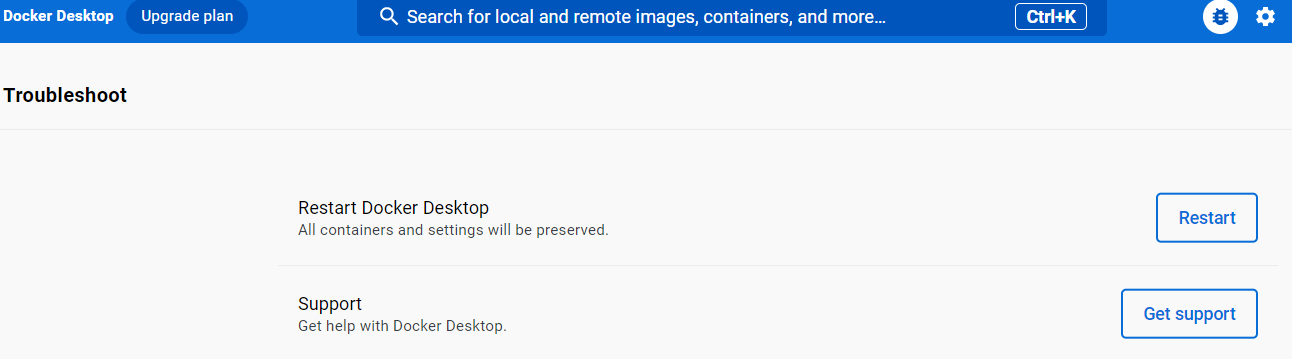 Docker Desktop Upgrade plan Search for local and remote images, containers, and more... Ctrl+K
Troubleshoot
Restart Docker Desktop
All containers and settings will be preserved.
Restart
Support
Get help with Docker Desktop.
Get support